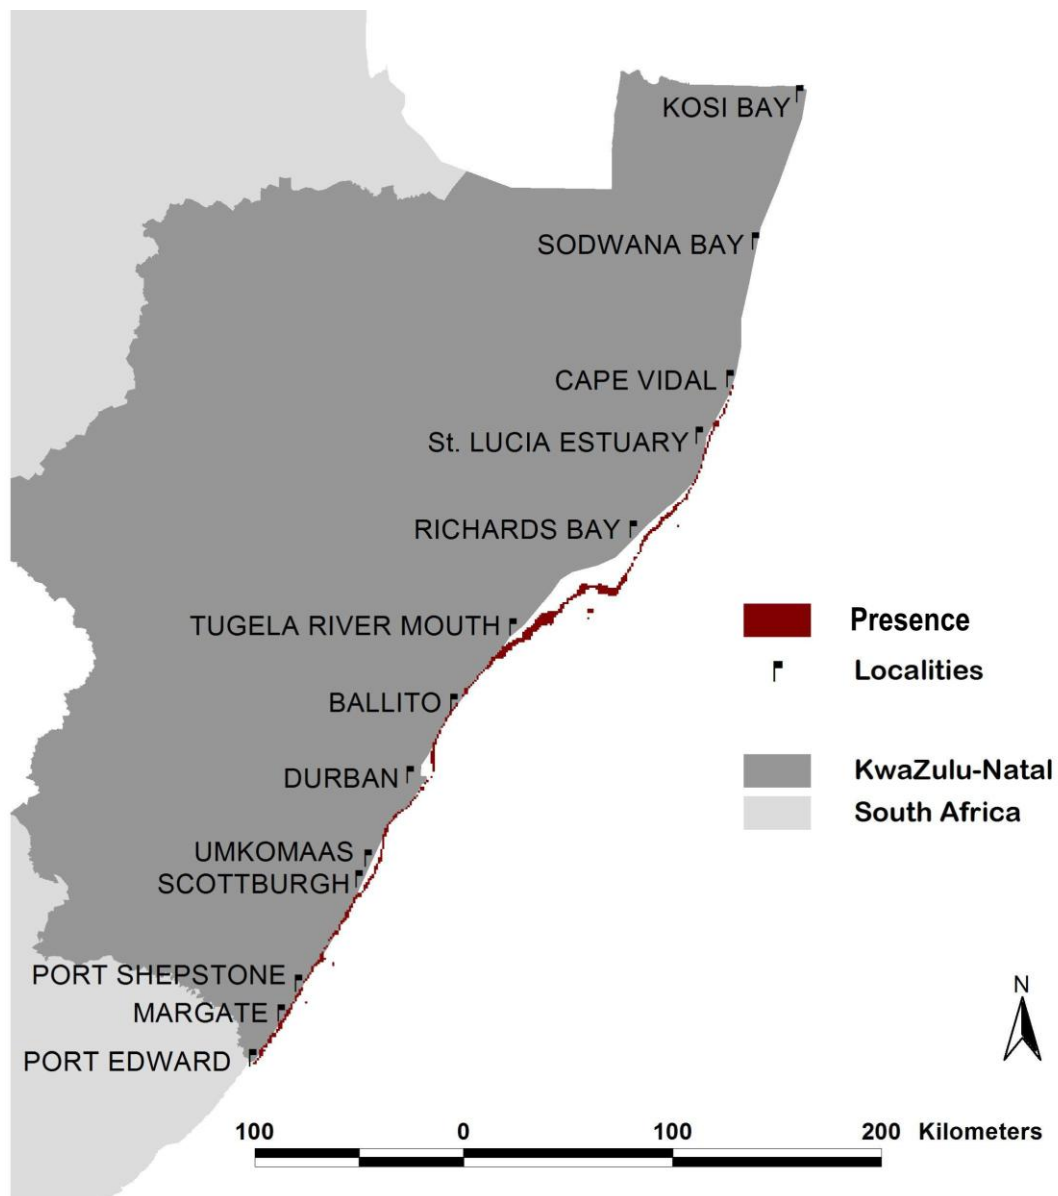 KOSI BAY
SODWANA BAY
CAPE VIDAL
St. LUCIA ESTUARY
RICHARDS BAY
TUGELA RIVER MOUTH
Presence
Localities
BALLITO
DURBAN
KwaZulu-Natal
South Africa
UMKOMAAS
SCOTTBURGH
PORT SHEPSTONE
MARGATE
PORT EDWARD
N
100 0 100 200 Kilometers